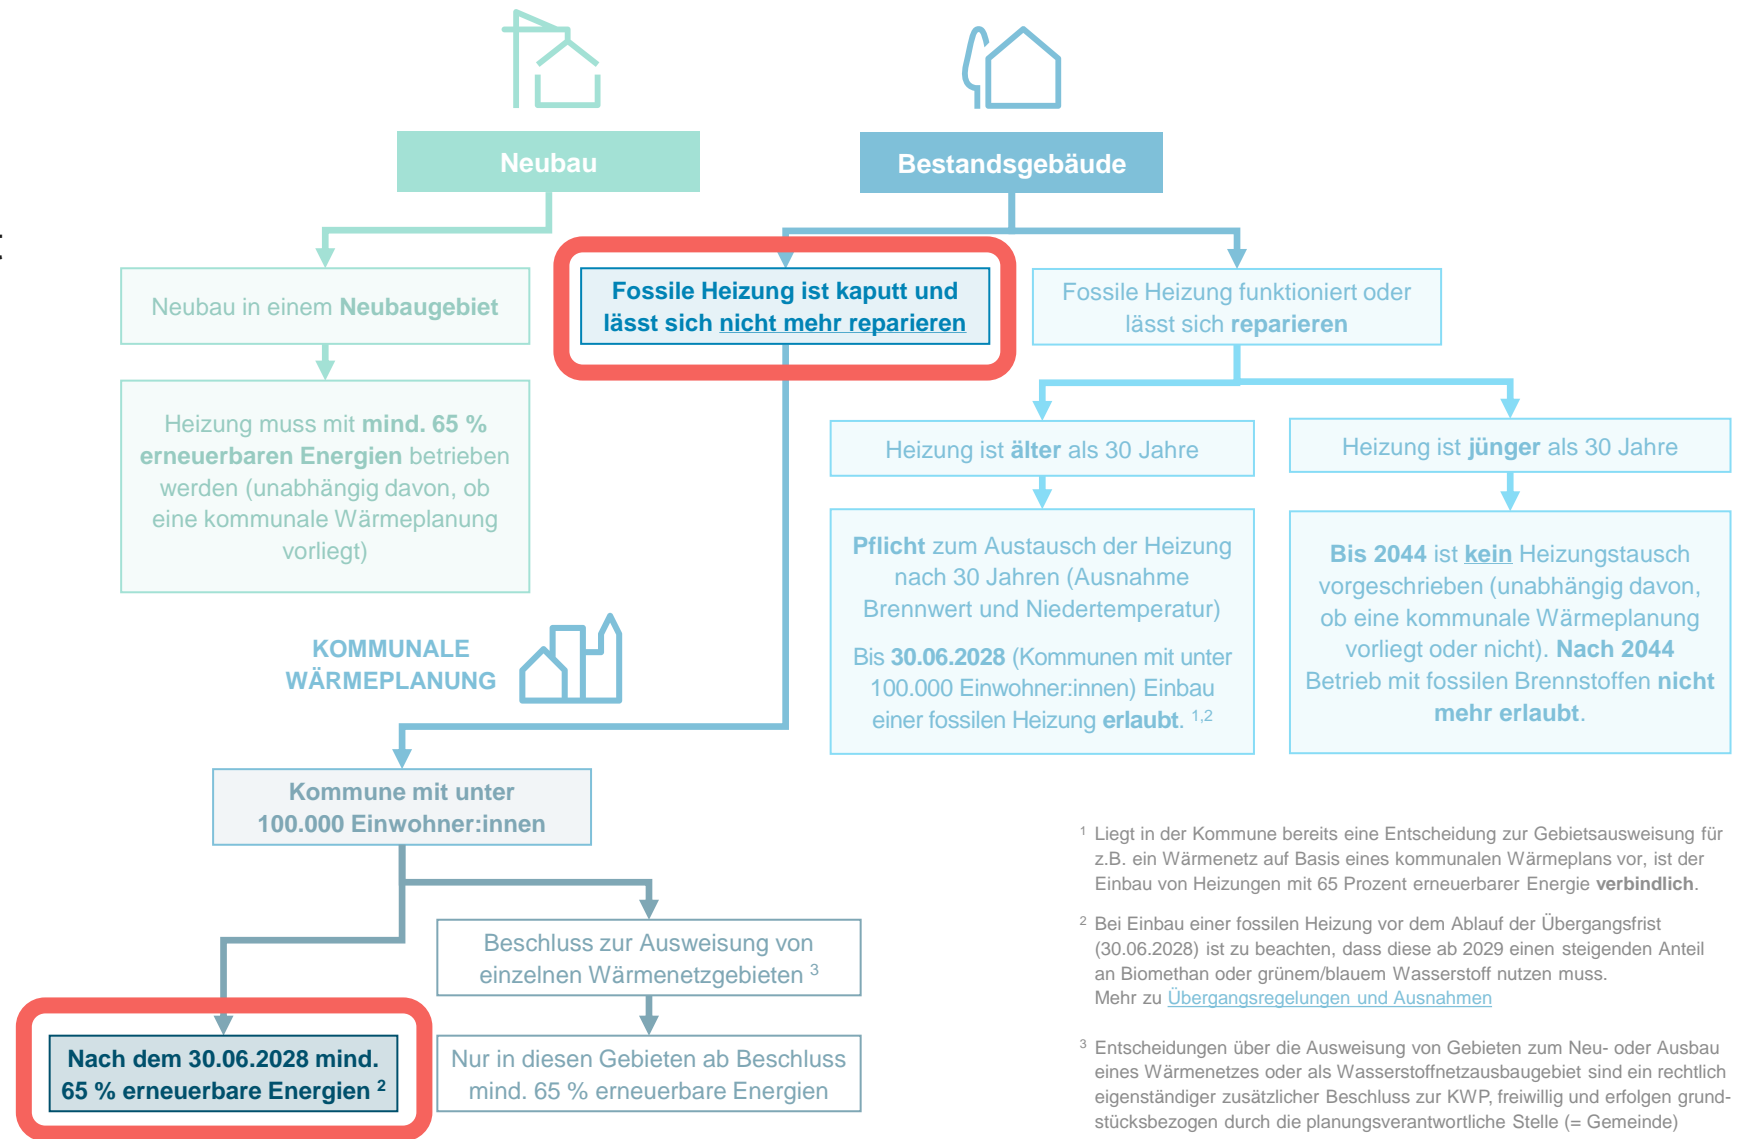 Neubau
Bestandsgebäude
Neubau in einem Neubaugebiet
Fossile Heizung ist kaputt und
lässt sich nicht mehr reparieren
Fossile Heizung funktioniert oder
lässt sich reparieren
Heizung muss mit mind. 65 %
erneuerbaren Energien betrieben
werden (unabhängig davon, ob
eine kommunale Wärmeplanung
vorliegt)
Heizung ist älter als 30 Jahre
Heizung ist jünger als 30 Jahre
Pflicht zum Austausch der Heizung
nach 30 Jahren (Ausnahme
Brennwert und Niedertemperatur)
Bis 30.06.2028 (Kommunen mit unter
100.000 Einwohner:innen) Einbau
einer fossilen Heizung erlaubt. 1,2
Bis 2044 ist kein Heizungstausch
vorgeschrieben (unabhängig davon,
ob eine kommunale Wärmeplanung
vorliegt oder nicht). Nach 2044
Betrieb mit fossilen Brennstoffen nicht
mehr erlaubt.
KOMMUNALE
WÄRMEPLANUNG
Kommune mit unter
100.000 Einwohner:innen
Beschluss zur Ausweisung von
einzelnen Wärmenetzgebieten 3
Nach dem 30.06.2028 mind.
65 % erneuerbare Energien 2
Nur in diesen Gebieten ab Beschluss
mind. 65 % erneuerbare Energien
1 Liegt in der Kommune bereits eine Entscheidung zur Gebietsausweisung für
z.B. ein Wärmenetz auf Basis eines kommunalen Wärmeplans vor, ist der
Einbau von Heizungen mit 65 Prozent erneuerbarer Energie verbindlich.
2 Bei Einbau einer fossilen Heizung vor dem Ablauf der Übergangsfrist
(30.06.2028) ist zu beachten, dass diese ab 2029 einen steigenden Anteil
an Biomethan oder grünem/blauem Wasserstoff nutzen muss.
Mehr zu Übergangsregelungen und Ausnahmen
3 Entscheidungen über die Ausweisung von Gebieten zum Neu- oder Ausbau
eines Wärmenetzes oder als Wasserstoffnetzausbaugebiet sind ein rechtlich
eigenständiger zusätzlicher Beschluss zur KWP, freiwillig und erfolgen grund-
stücksbezogen durch die planungsverantwortliche Stelle (= Gemeinde)